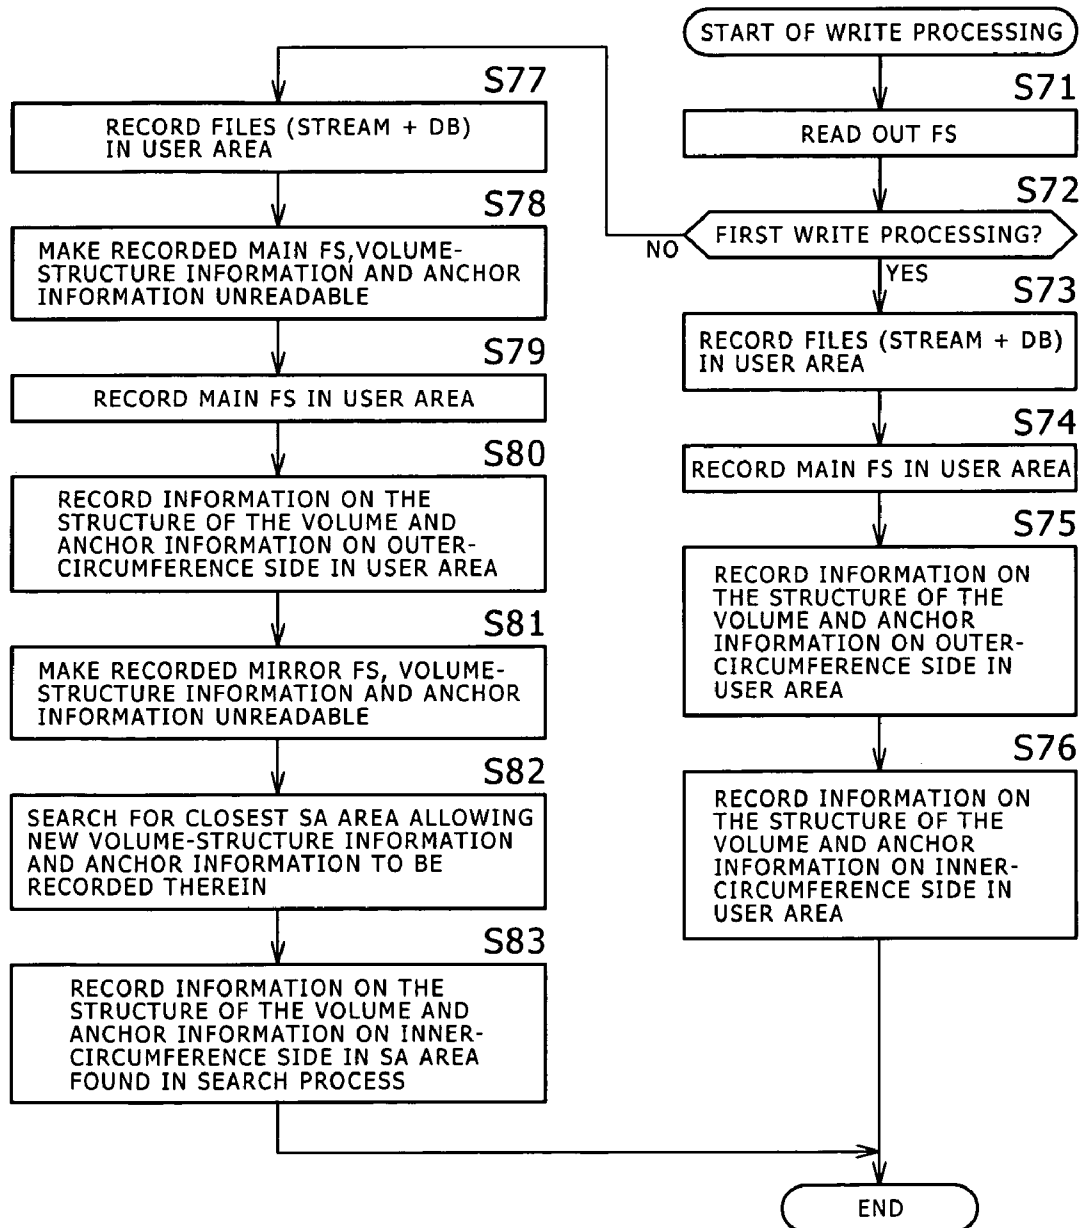 START OF WRITE PROCESSING
S71
READ OUT FS
S72
FIRST WRITE PROCESSING?
NO
YES
S73
RECORD FILES (STREAM + DB)
IN USER AREA
S74
RECORD MAIN FS IN USER AREA
S75
RECORD INFORMATION ON
THE STRUCTURE OF THE
VOLUME AND ANCHOR
INFORMATION ON OUTER-
CIRCUMFERENCE SIDE IN
USER AREA
S76
RECORD INFORMATION ON
THE STRUCTURE OF THE
VOLUME AND ANCHOR
INFORMATION ON INNER-
CIRCUMFERENCE SIDE IN
USER AREA
S77
RECORD FILES (STREAM + DB)
IN USER AREA
S78
MAKE RECORDED MAIN FS,VOLUME-
STRUCTURE INFORMATION AND ANCHOR
INFORMATION UNREADABLE
S79
RECORD MAIN FS IN USER AREA
S80
RECORD INFORMATION ON THE
STRUCTURE OF THE VOLUME AND
ANCHOR INFORMATION ON OUTER-
CIRCUMFERENCE SIDE IN USER AREA
S81
MAKE RECORDED MIRROR FS, VOLUME-
STRUCTURE INFORMATION AND ANCHOR
INFORMATION UNREADABLE
S82
SEARCH FOR CLOSEST SA AREA ALLOWING
NEW VOLUME-STRUCTURE INFORMATION
AND ANCHOR INFORMATION TO BE
RECORDED THEREIN
S83
RECORD INFORMATION ON THE
STRUCTURE OF THE VOLUME AND
ANCHOR INFORMATION ON INNER-
CIRCUMFERENCE SIDE IN SA AREA
FOUND IN SEARCH PROCESS
END